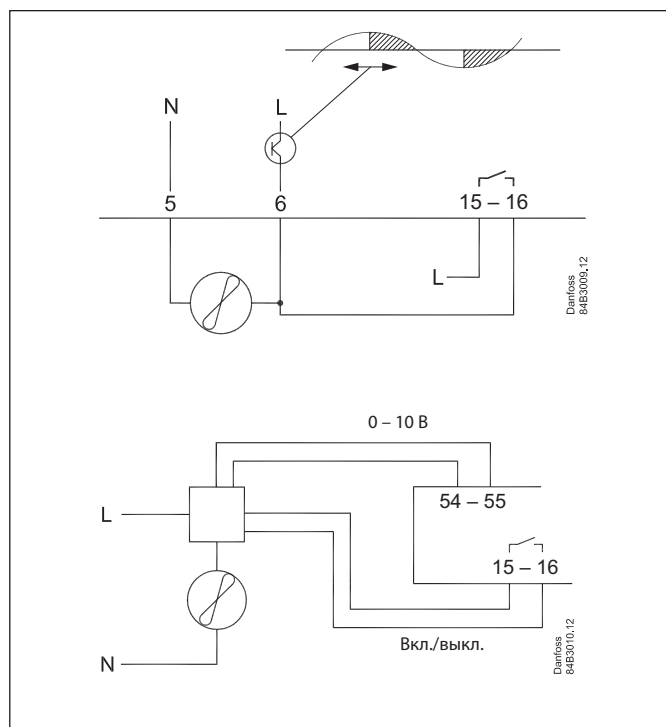 N
L
5
6
15 – 16
L
Danfoss
84B3009.12
0 – 10 В
54 – 55
L
15 – 16
Вкл./выкл.
N
Danfoss
84B3010.12